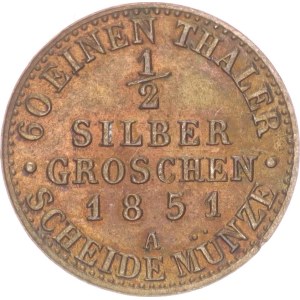 60 EINEN THALER
1/2
SILBER
· GROSCHEN ·
1851
A
SCHEIDE MÜNZE